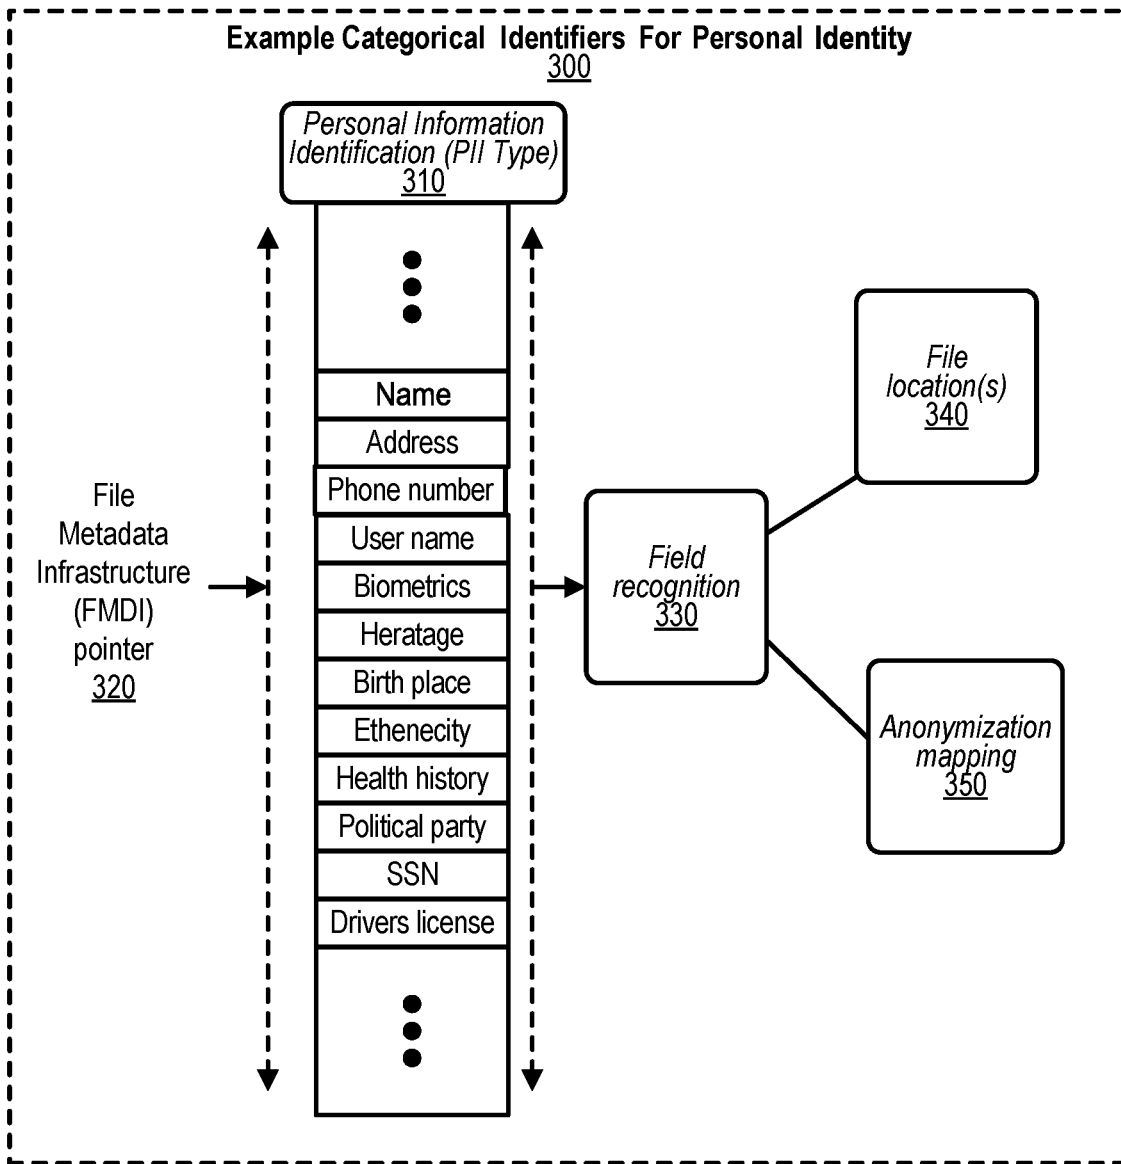 Example Categorical Identifiers For Personal Identity
300
Personal Information
Identification (PII Type)
310
Name
Address
Phone number
User name
Biometrics
Heratage
Birth place
Ethenecity
Health history
Political party
SSN
Drivers license
File
Metadata
Infrastructure
(FMDI)
pointer
320
Field
recognition
330
File
location(s)
340
Anonymization
mapping
350